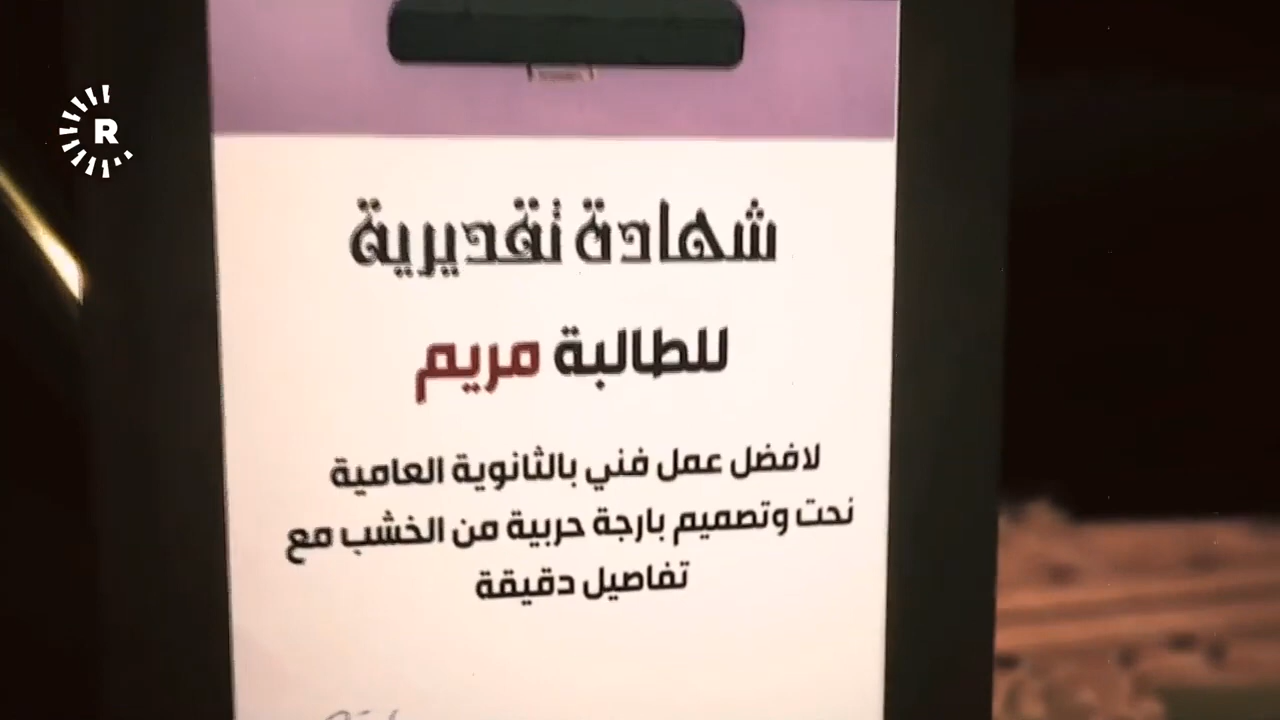 R
شهادة تقديرية
للطالبة مريم
لافضل عمل فني بالثانوية العامية
نحت وتصميم بارجة حربية من الخشب مع
تفاصيل دقيقة